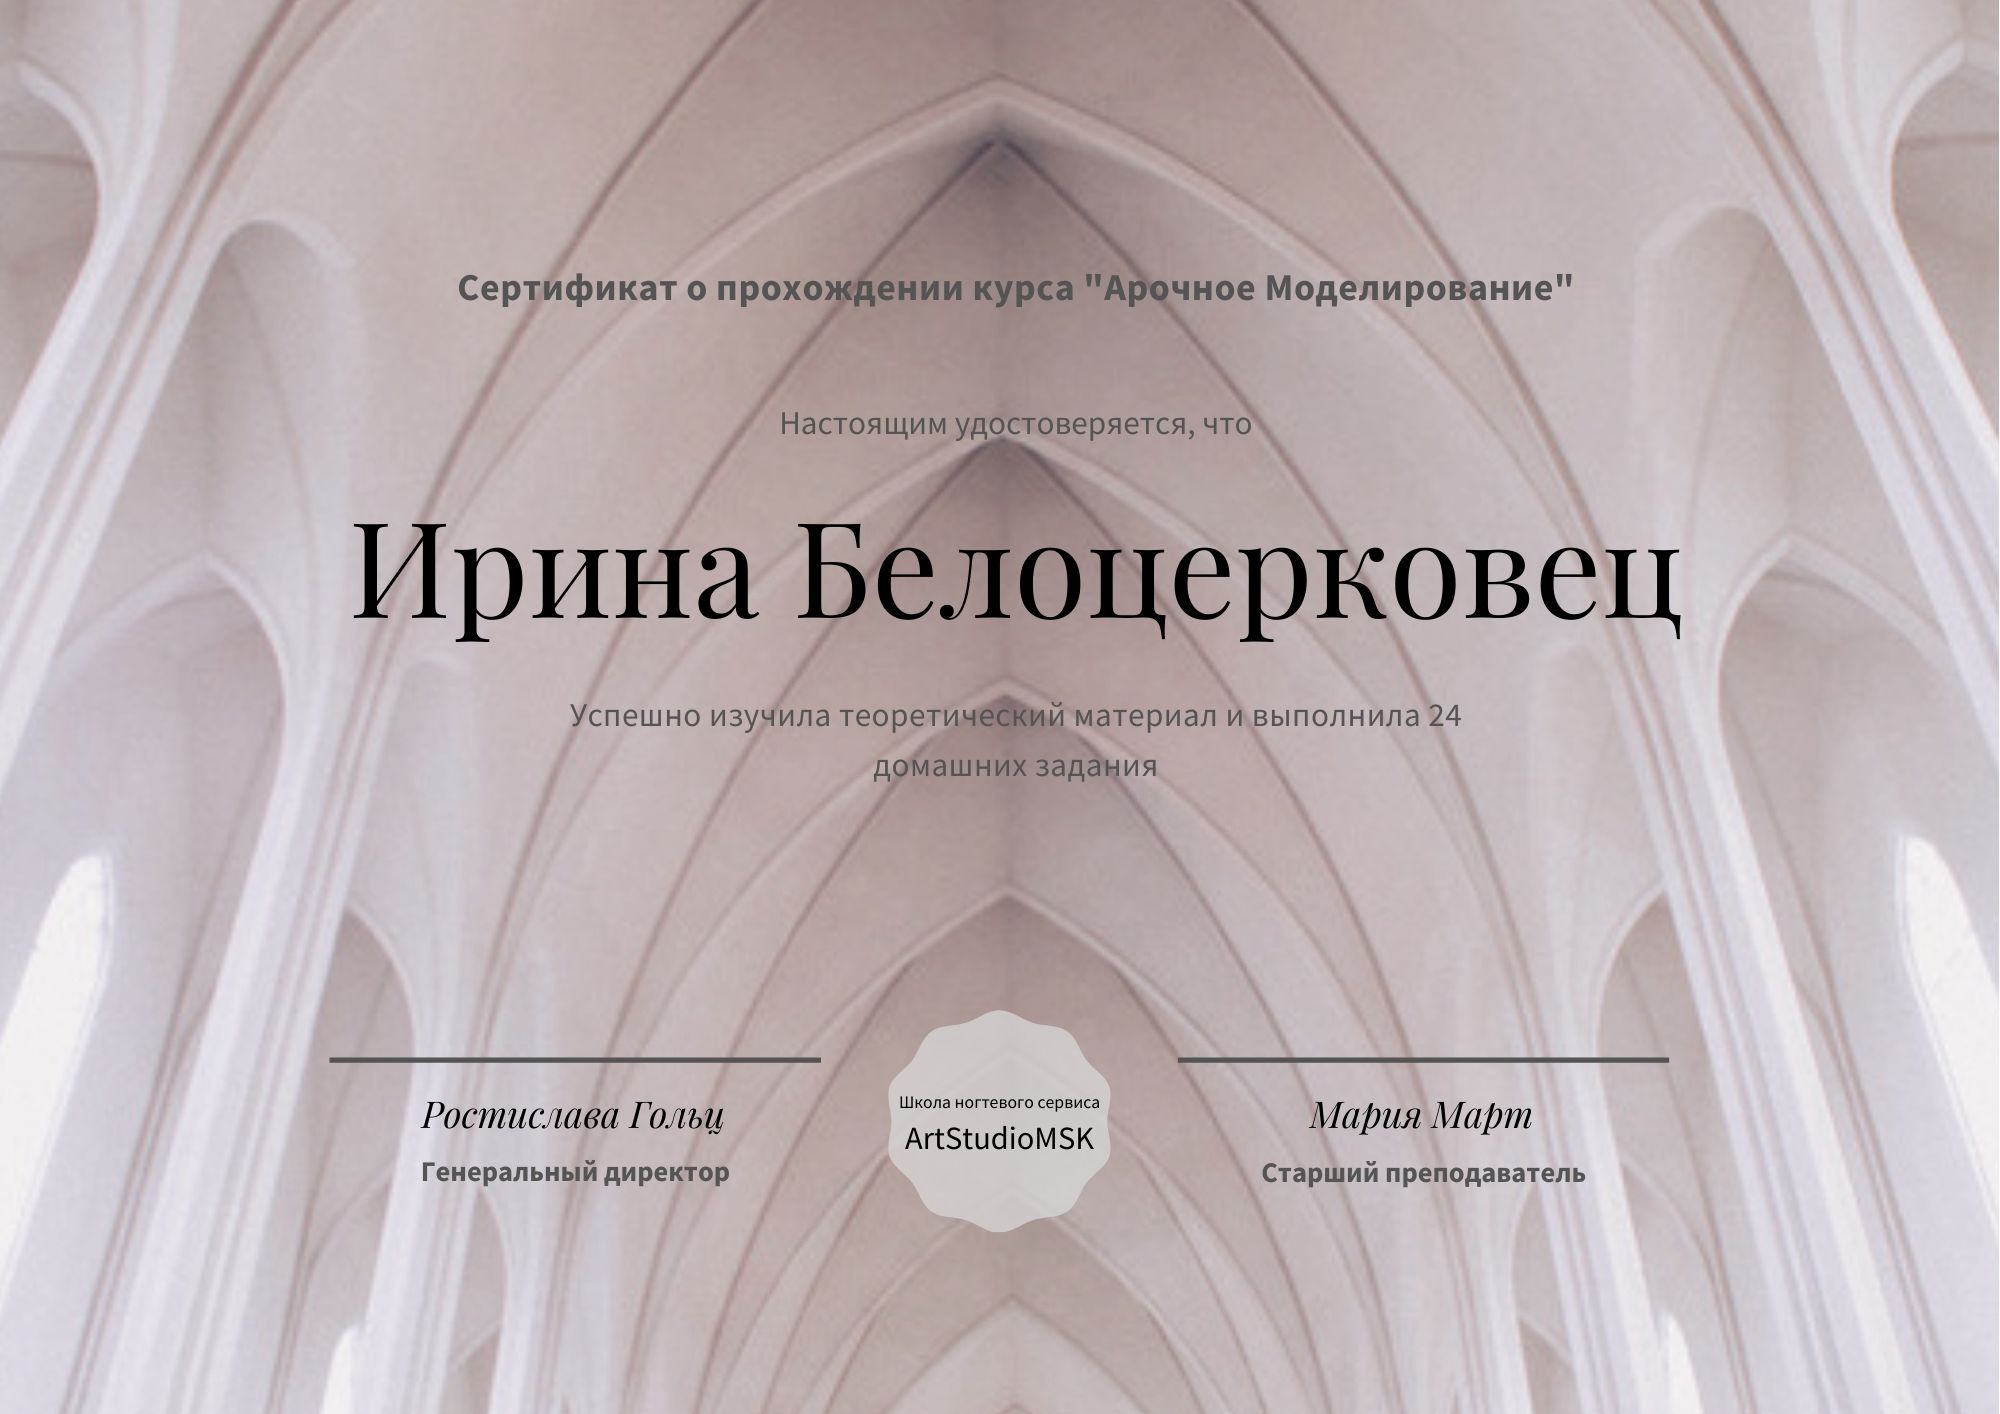 Сертификат о прохождении курса "Арочное Моделирование"
Настоящим удостоверяется, что
Ирина Белоцерковец
Успешно изучила теоретический материал и выполнила 24
домашних задания
Ростислава Гольц
Генеральный директор
Школа ногтевого сервиса
ArtStudioMSK
Мария Март
Старший преподаватель